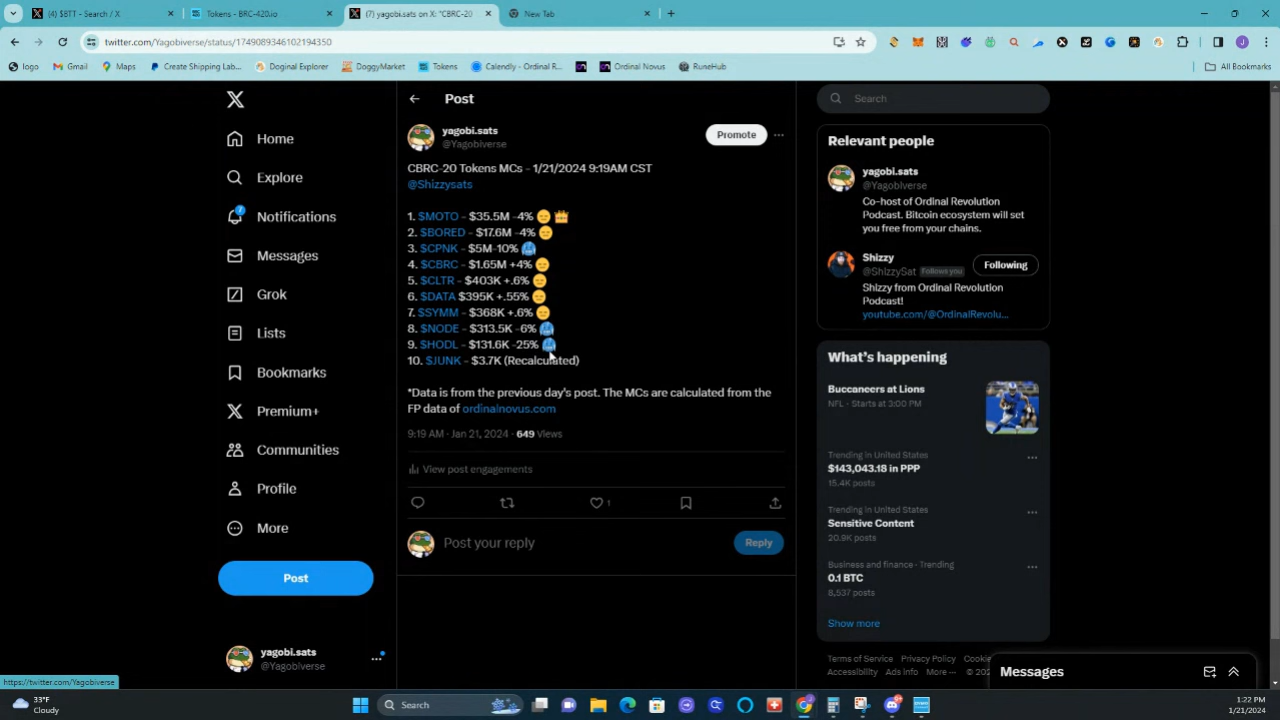 (4) $BTT - Search / X
Tokens - BRC-420.io
(7) yagobi.sats on X: "CBRC-20
New Tab
twitter.com/Yagobiverse/status/1749089346102194350
logo
Gmail
Maps
Create Shipping Lab...
Doginal Explorer
DoggyMarket
Tokens
Calendly - Ordinal R...
Ordinal Novus
RuneHub
All Bookmarks
Home
Explore
Notifications
Messages
Grok
Lists
Bookmarks
Premium+
Communities
Profile
More
Post
yagobi.sats
@Yagobiverse
https://twitter.com/Yagobiverse
Post
yagobi.sats
@Yagobiverse
Promote
CBRC-20 Tokens MCs - 1/21/2024 9:19AM CST
@Shizzysats
1. $MOTO - $35.5M -4% 😑👑
2. $BORED - $17.6M -4% 😑
3. $CPNK - $5M-10% 🥶
4. $CBRC - $1.65M +4% 😑
5. $CLTR - $403K +.6% 😑
6. $DATA $395K +.55% 😑
7. $SYMM - $368K +.6% 😑
8. $NODE - $313.5K -6% 🥶
9. $HODL - $131.6K -25% 🥶
10. $JUNK - $3.7K (Recalculated)
*Data is from the previous day's post. The MCs are calculated from the
FP data of ordinalnovus.com
9:19 AM · Jan 21, 2024 · 649 Views
View post engagements
1
Post your reply
Reply
Search
Relevant people
yagobi.sats
@Yagobiverse
Co-host of Ordinal Revolution
Podcast. Bitcoin ecosystem will set
you free from your chains.
Shizzy
@ShizzySat Follows you
Following
Shizzy from Ordinal Revolution
Podcast!
youtube.com/@OrdinalRevolu...
What's happening
Buccaneers at Lions
NFL · Starts at 2:00 PM
Trending in United States
$143,043.18 in PPP
15.4K posts
Trending in United States
Sensitive Content
20.9K posts
Business and finance · Trending
0.1 BTC
8,537 posts
Show more
Terms of Service Privacy Policy Cookie
Accessibility Ads info More ··· © 202
Messages
33°F
Cloudy
Search
1:22 PM
1/21/2024